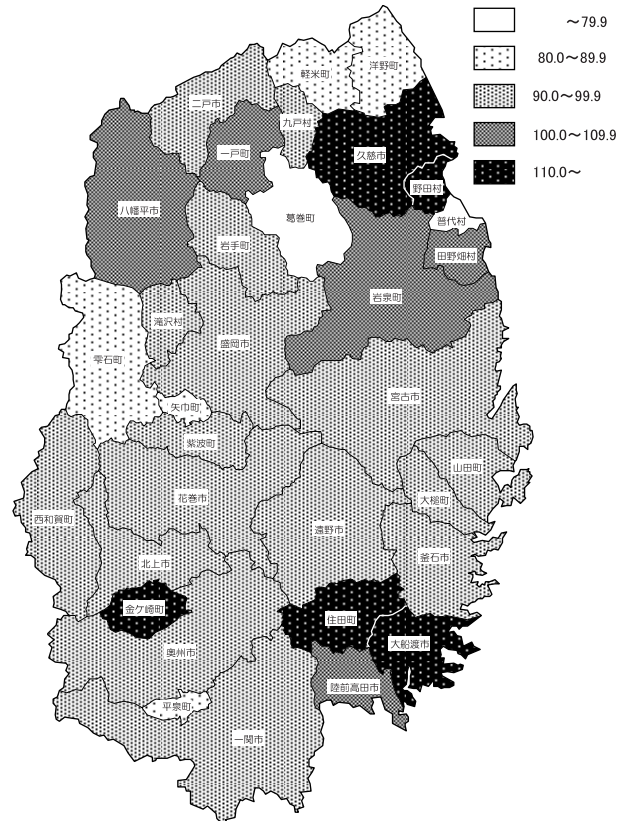 ～79.9
80.0～89.9
90.0～99.9
100.0～109.9
110.0～
洋野町
軽米町
二戸市
九戸村
一戸町
久慈市
野田村
八幡平市
葛巻町
普代村
岩手町
田野畑村
岩泉町
滝沢村
盛岡市
雫石町
宮古市
矢巾町
紫波町
山田町
花巻市
大槌町
西和賀町
遠野市
釜石市
北上市
金ケ崎町
住田町
大船渡市
奥州市
陸前高田市
平泉町
一関市